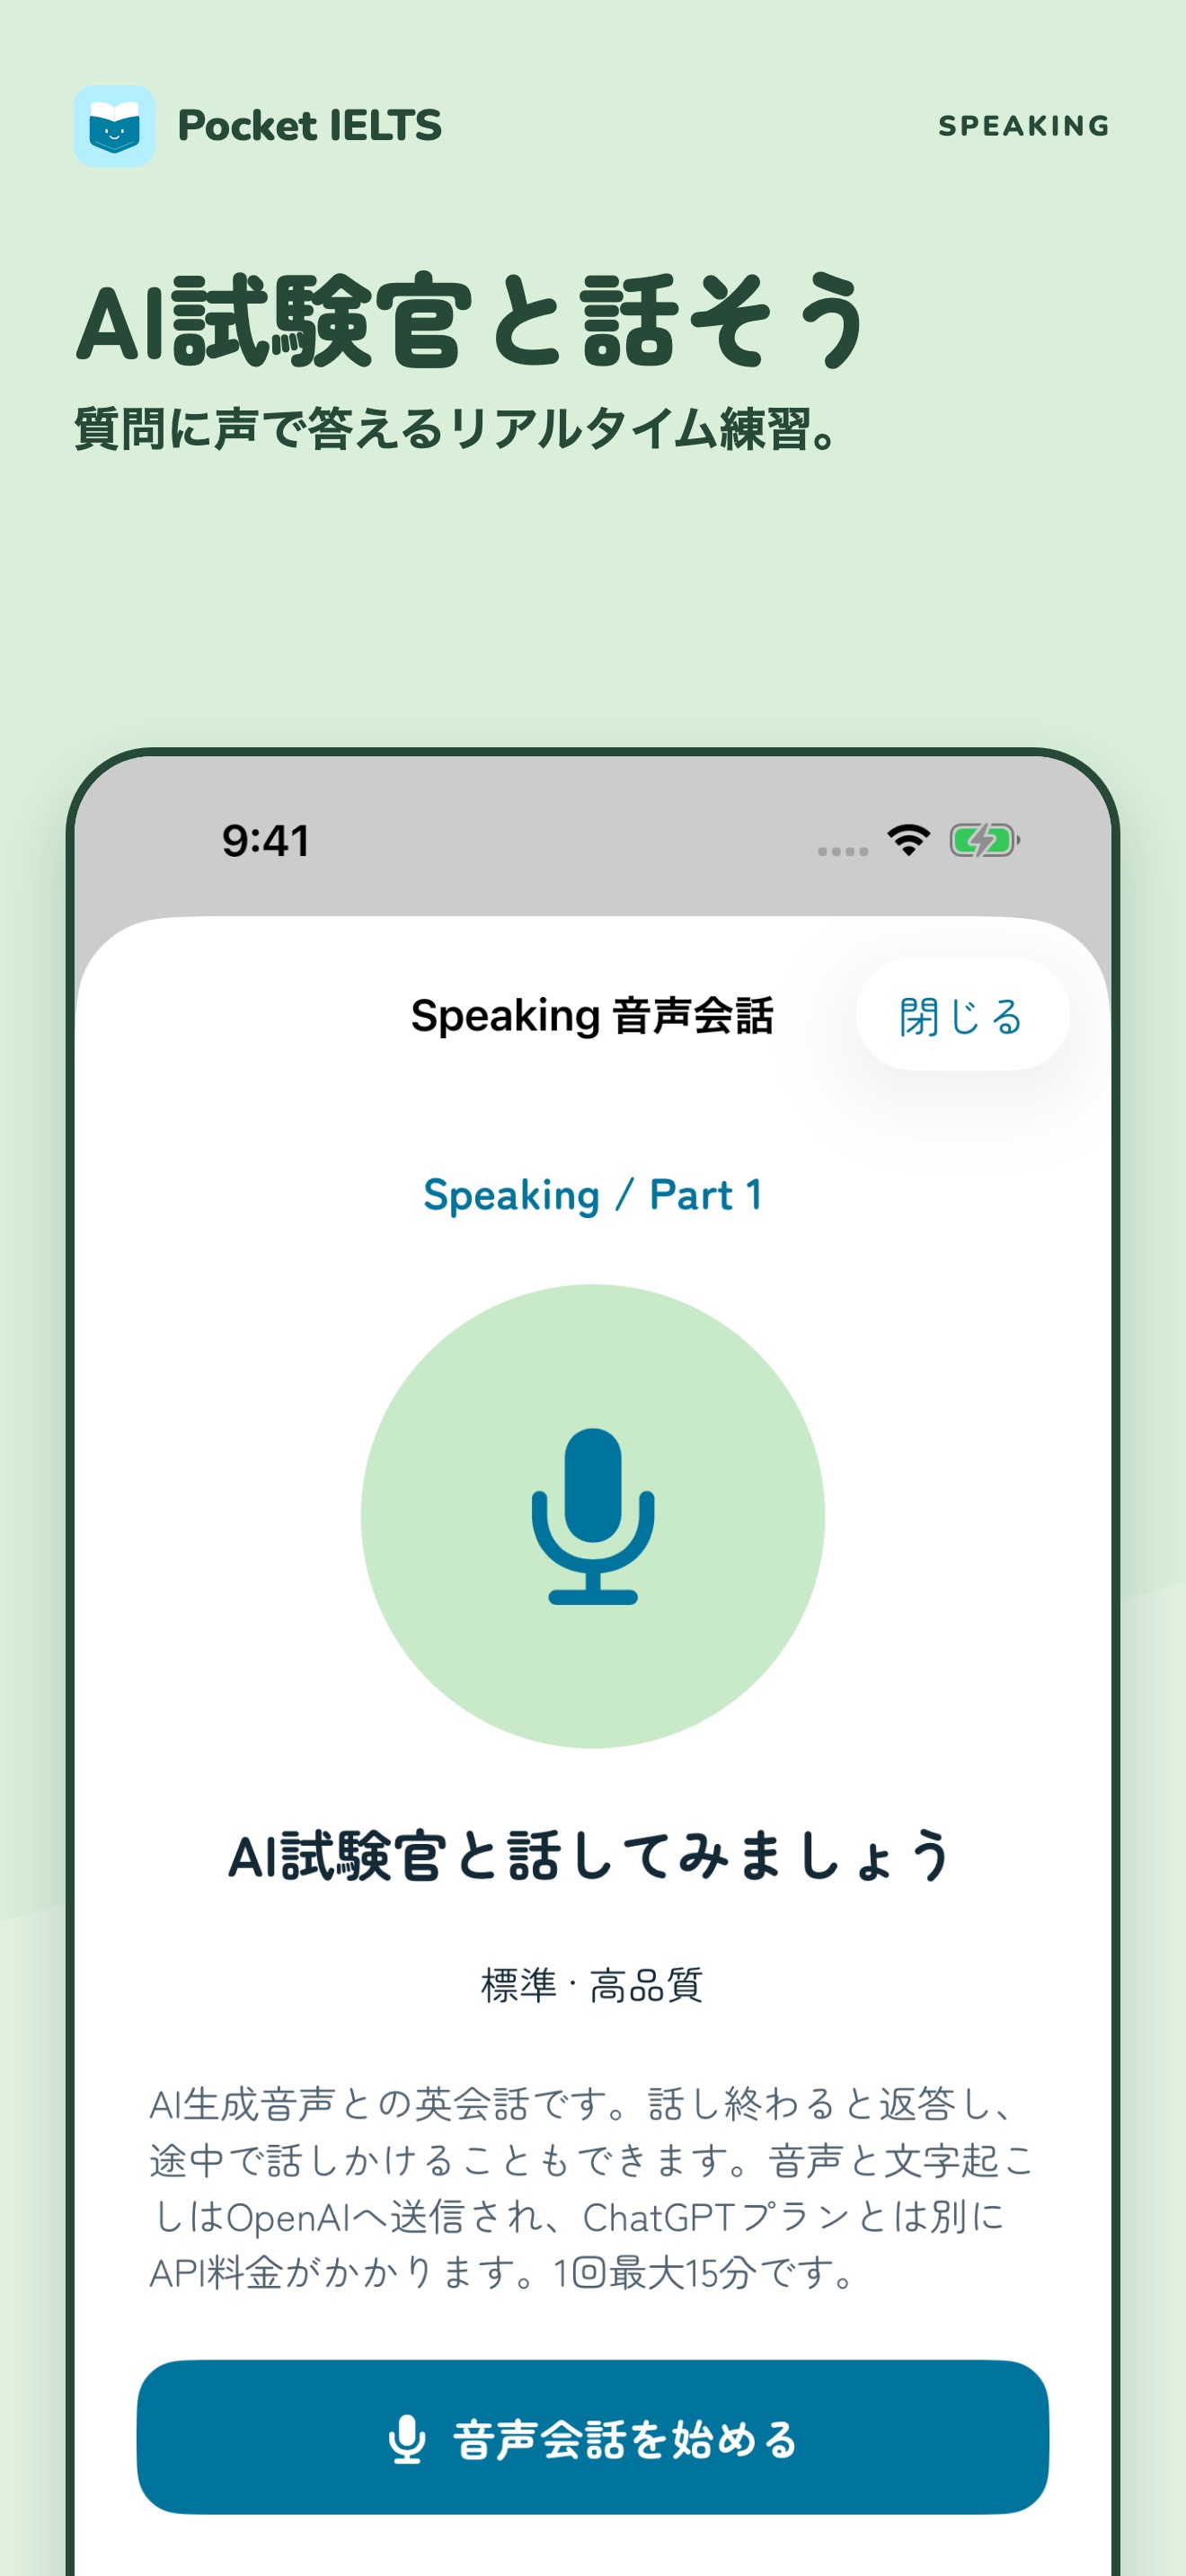 Pocket IELTS
SPEAKING
AI試験官と話そう
質問に声で答えるリアルタイム練習。
9:41
Speaking 音声会話
閉じる
Speaking / Part 1
AI試験官と話してみましょう
標準 · 高品質
AI生成音声との英会話です。話し終わると返答し、
途中で話しかけることもできます。音声と文字起こ
しはOpenAIへ送信され、ChatGPTプランとは別に
API料金がかかります。1回最大15分です。
音声会話を始める